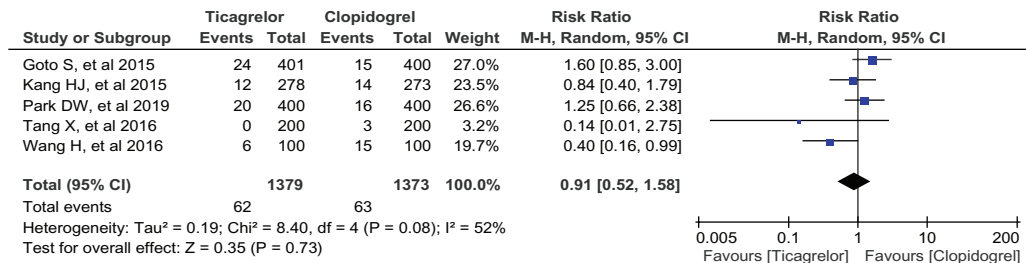 Ticagrelor Clopidogrel Risk Ratio Risk Ratio
Study or Subgroup Events Total Events Total Weight M-H, Random, 95% CI M-H, Random, 95% CI
Goto S, et al 2015 24 401 15 400 27.0% 1.60 [0.85, 3.00]
Kang HJ, et al 2015 12 278 14 273 23.5% 0.84 [0.40, 1.79]
Park DW, et al 2019 20 400 16 400 26.6% 1.25 [0.66, 2.38]
Tang X, et al 2016 0 200 3 200 3.2% 0.14 [0.01, 2.75]
Wang H, et al 2016 6 100 15 100 19.7% 0.40 [0.16, 0.99]
Total (95% CI) 1379 1373 100.0% 0.91 [0.52, 1.58]
Total events 62 63
Heterogeneity: Tau² = 0.19; Chi² = 8.40, df = 4 (P = 0.08); I² = 52%
Test for overall effect: Z = 0.35 (P = 0.73)
0.005 0.1 1 10 200
Favours [Ticagrelor] Favours [Clopidogrel]